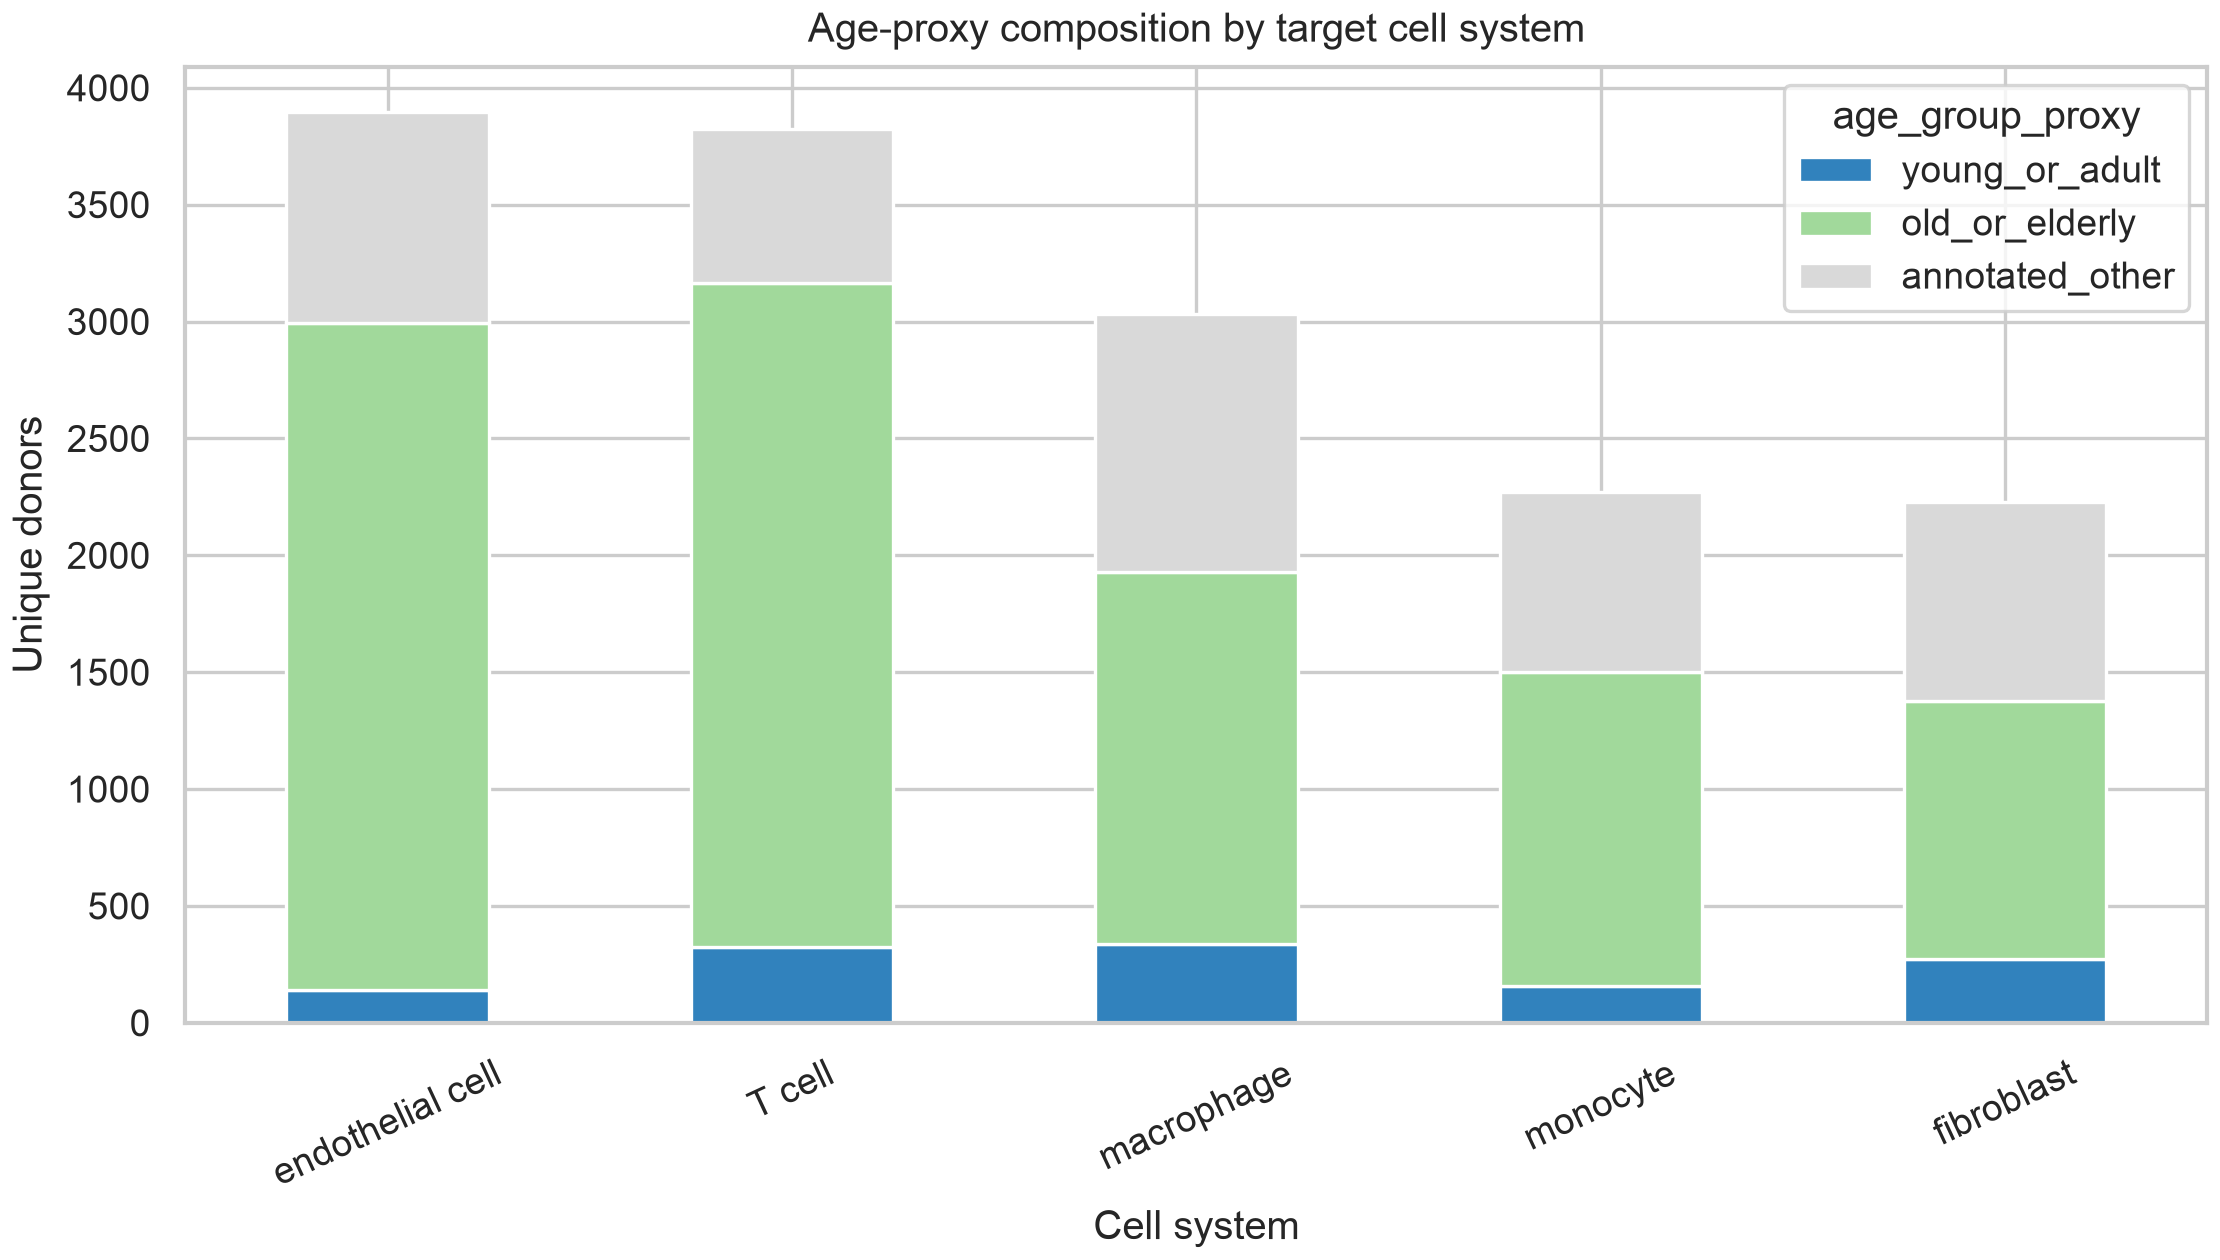 Age-proxy composition by target cell system
4000
3500
3000
2500
2000
1500
1000
500
0
Unique donors
age_group_proxy
young_or_adult
old_or_elderly
annotated_other
endothelial cell
T cell
macrophage
monocyte
fibroblast
Cell system